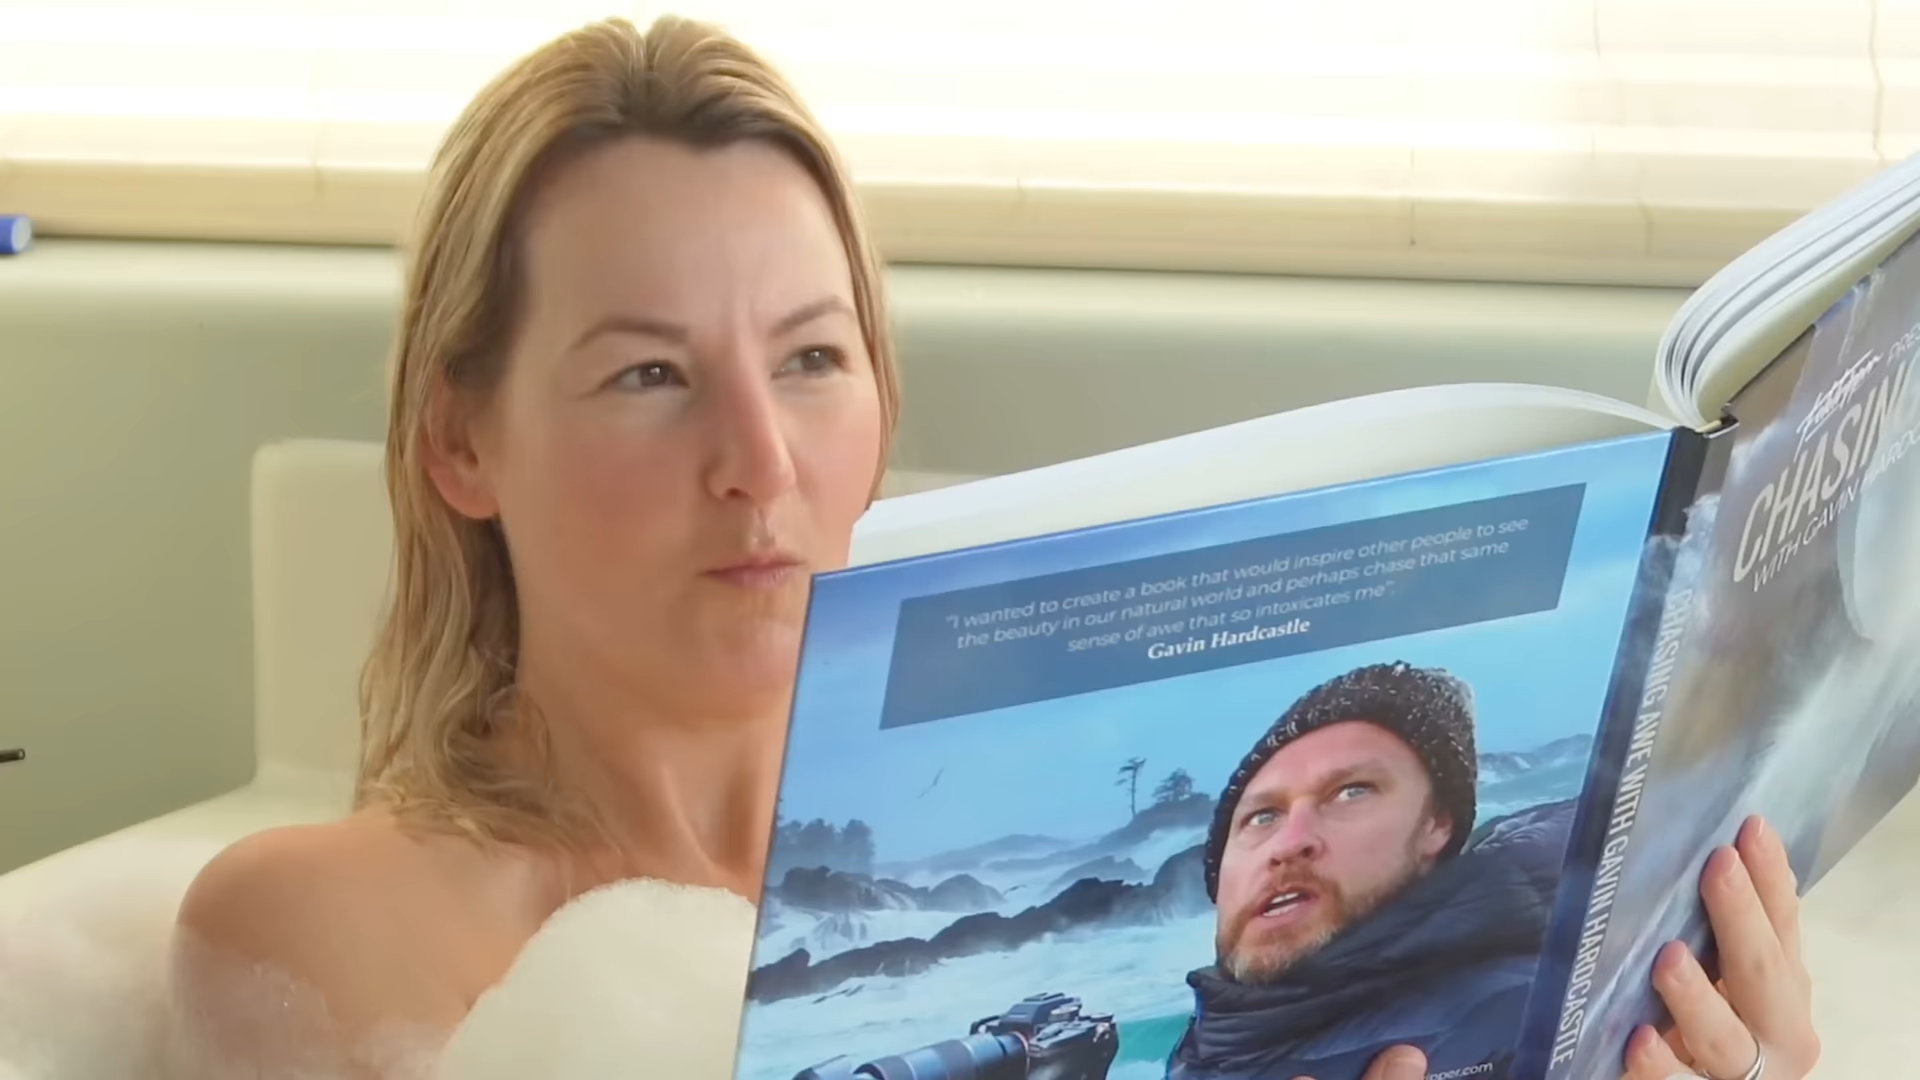 "I wanted to create a book that would inspire other people to see
the beauty in our natural world and perhaps chase that same
sense of awe that so intoxicates me".
Gavin Hardcastle
CHASING AWE WITH GAVIN HARDCASTLE
WITH GAVIN